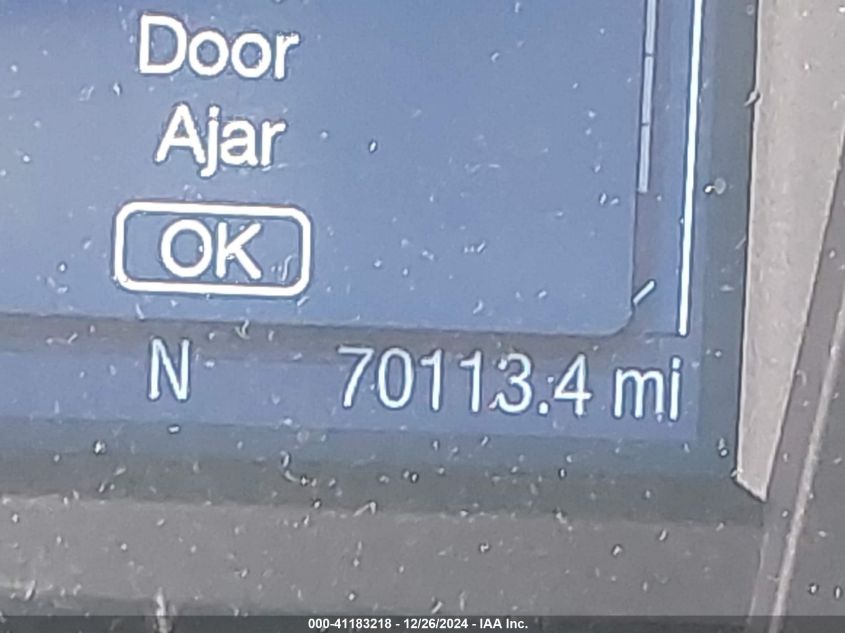 Door
Ajar
OK
N 70113.4 mi
000-41183218 - 12/26/2024 - IAA Inc.